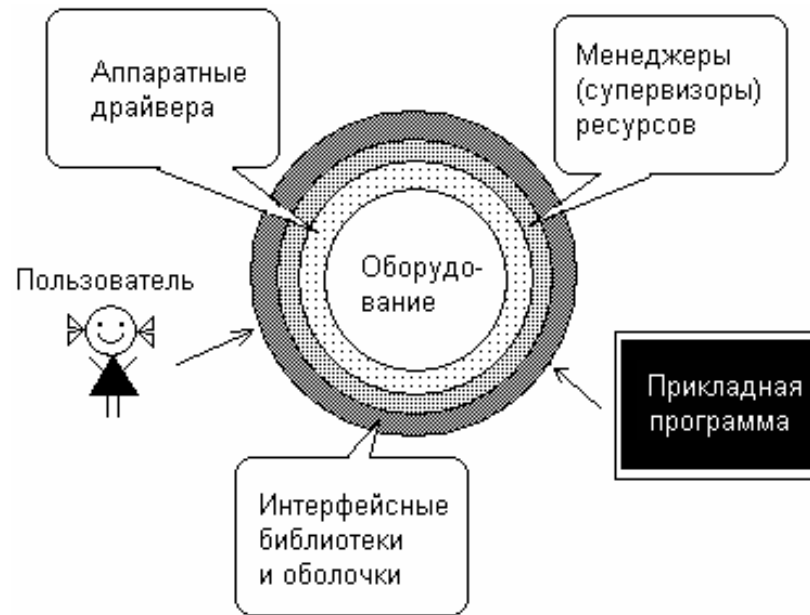 Аппаратные
драйвера
Менеджеры
(супервизоры)
ресурсов
Оборудо-
вание
Пользователь
Прикладная
программа
Интерфейсные
библиотеки
и оболочки